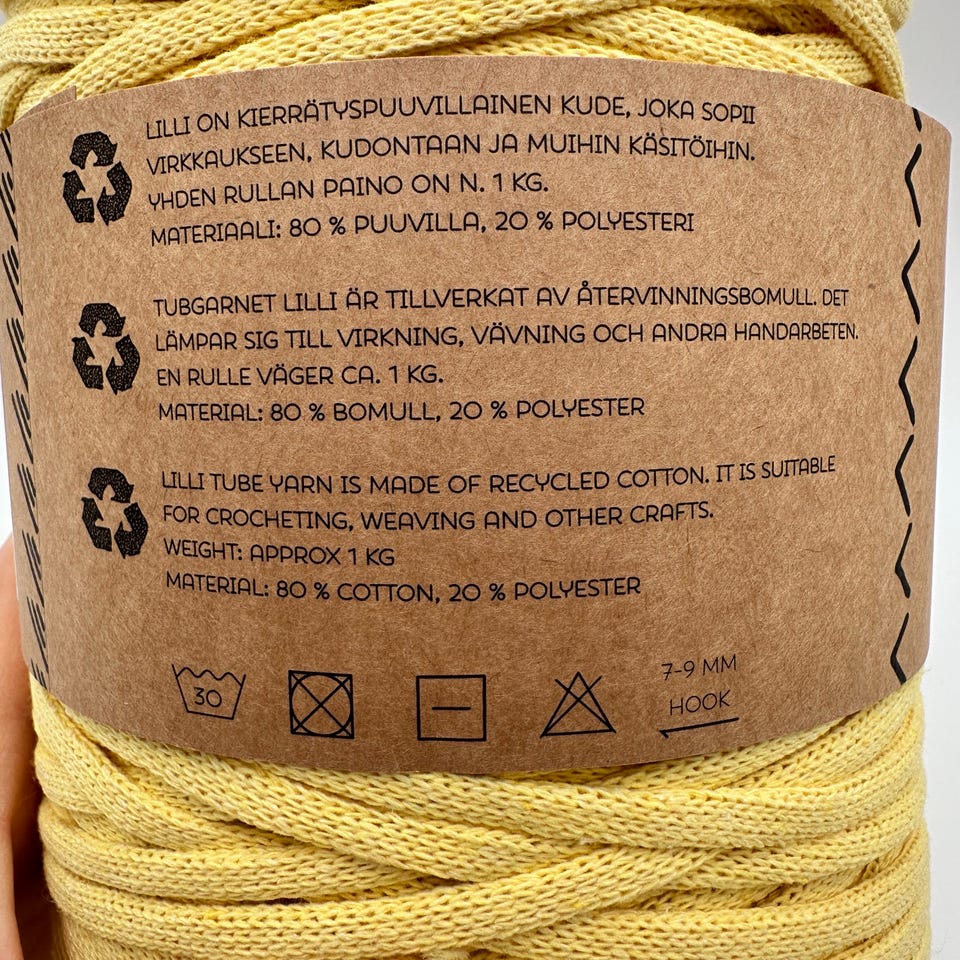 LILLI ON KIERRÄTYSPUUVILLAINEN KUDE, JOKA SOPII
VIRKKAUKSEEN, KUDONTAAN JA MUIHIN KÄSITÖIHIN.
YHDEN RULLAN PAINO ON N. 1 KG.
MATERIAALI: 80 % PUUVILLA, 20 % POLYESTERI
TUBGARNET LILLI ÄR TILLVERKAT AV ÅTERVINNINGSBOMULL. DET
LÄMPAR SIG TILL VIRKNING, VÄVNING OCH ANDRA HANDARBETEN.
EN RULLE VÄGER CA. 1 KG.
MATERIAL: 80 % BOMULL, 20 % POLYESTER
LILLI TUBE YARN IS MADE OF RECYCLED COTTON. IT IS SUITABLE
FOR CROCHETING, WEAVING AND OTHER CRAFTS.
WEIGHT: APPROX 1 KG
MATERIAL: 80 % COTTON, 20 % POLYESTER
30
7-9 MM
HOOK